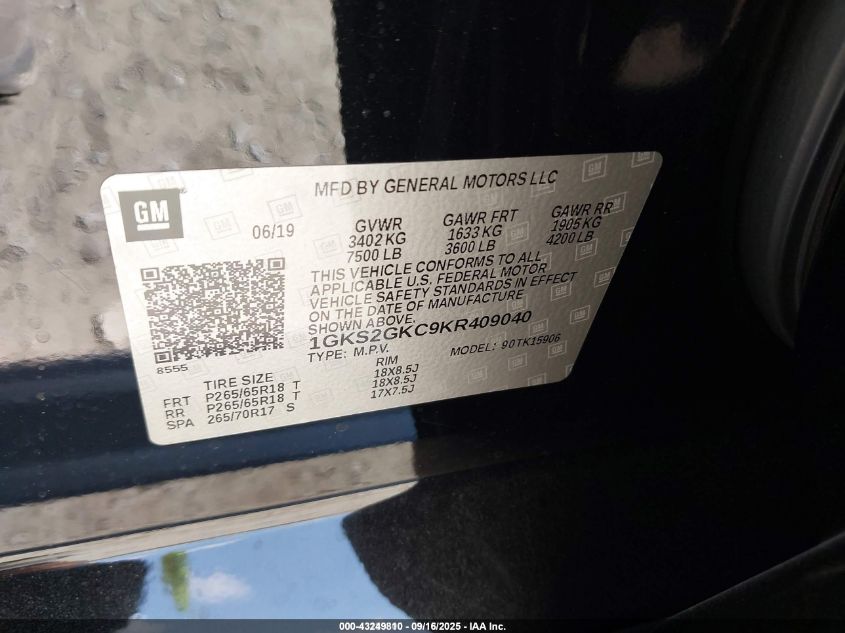 GM
MFD BY GENERAL MOTORS LLC
06/19
GVWR GAWR FRT GAWR RR
3402 KG 1633 KG 1905 KG
7500 LB 3600 LB 4200 LB
THIS VEHICLE CONFORMS TO ALL
APPLICABLE U.S. FEDERAL MOTOR
VEHICLE SAFETY STANDARDS IN EFFECT
ON THE DATE OF MANUFACTURE
SHOWN ABOVE.
1GKS2GKC9KR409040
TYPE: M.P.V. MODEL: 90TK15906
8555
TIRE SIZE RIM
FRT P265/65R18 T 18X8.5J
RR P265/65R18 T 18X8.5J
SPA 265/70R17 S 17X7.5J
000-43249810 - 09/16/2025 - IAA Inc.